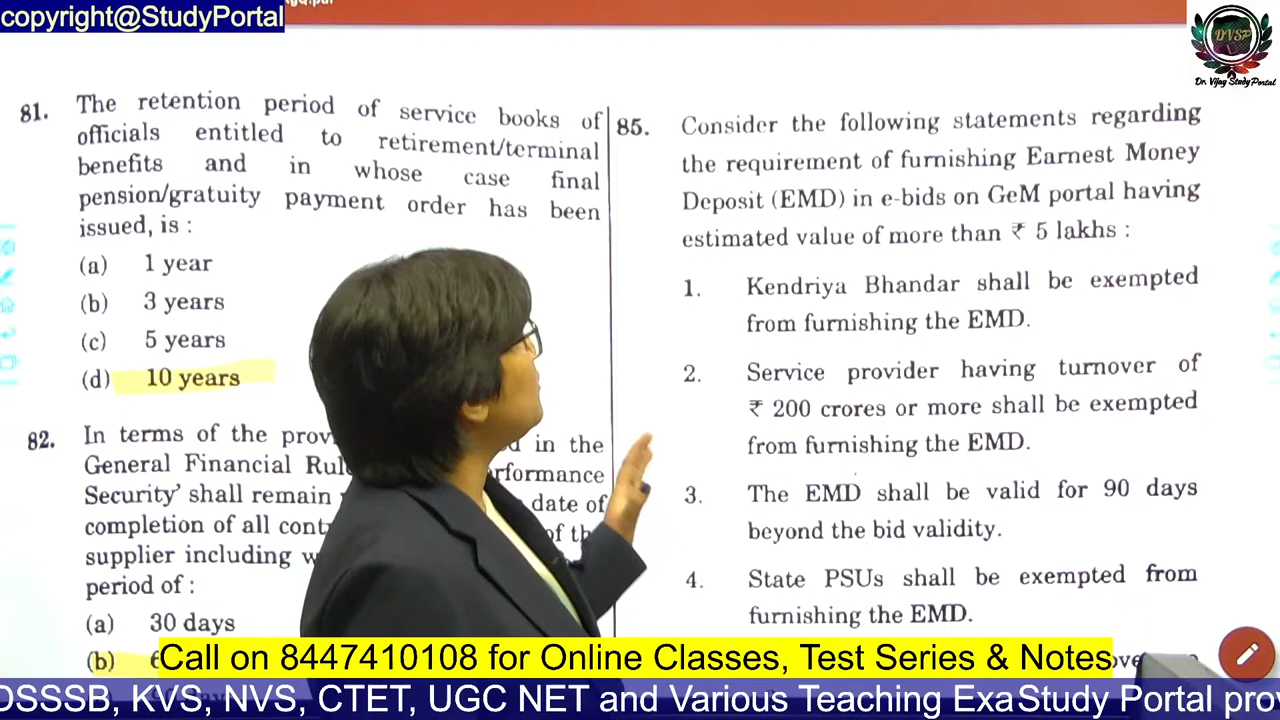 copyright@StudyPortal
DVSP
Dr. Vijay StudyPortal
81. The retention period of service books of
officials entitled to retirement/terminal
benefits and in whose case final
pension/gratuity payment order has been
issued, is :
(a) 1 year
(b) 3 years
(c) 5 years
(d) 10 years
82. In terms of the in the
General Financial
Security' shall remain date of
completion of all
supplier including
period of :
(a) 30 days
(b)
85. Consider the following statements regarding
the requirement of furnishing Earnest Money
Deposit (EMD) in e-bids on GeM portal having
estimated value of more than ₹ 5 lakhs :
1. Kendriya Bhandar shall be exempted
from furnishing the EMD.
2. Service provider having turnover of
₹ 200 crores or more shall be exempted
from furnishing the EMD.
3. The EMD shall be valid for 90 days
beyond the bid validity.
4. State PSUs shall be exempted from
furnishing the EMD.
Call on 8447410108 for Online Classes, Test Series & Notes
DSSSB, KVS, NVS, CTET, UGC NET and Various Teaching Exa Study Portal pro